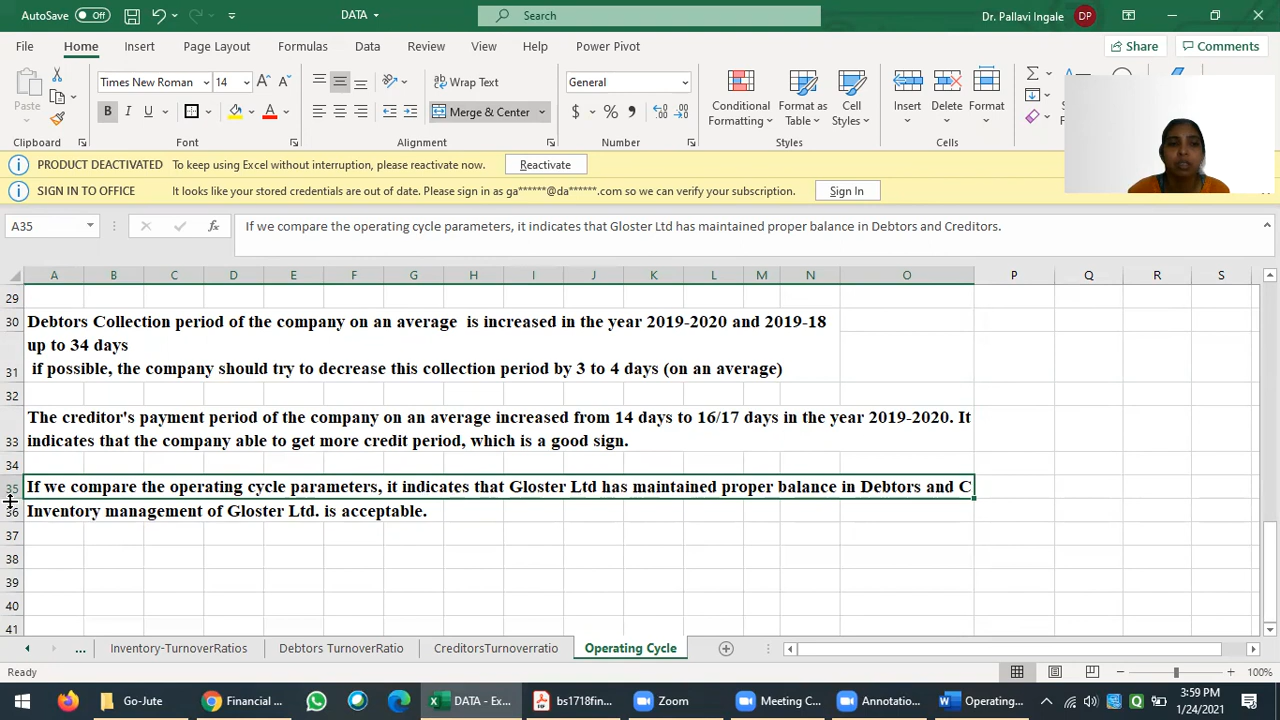 AutoSave Off DATA Search Dr. Pallavi Ingale DP
File Home Insert Page Layout Formulas Data Review View Help Power Pivot Share Comments
Times New Roman 14 Wrap Text General
Paste B I U Merge & Center $ % Conditional Formatting Format as Table Cell Styles Insert Delete Format
Clipboard Font Alignment Number Styles Cells
PRODUCT DEACTIVATED To keep using Excel without interruption, please reactivate now. Reactivate
SIGN IN TO OFFICE It looks like your stored credentials are out of date. Please sign in as ga******@da******.com so we can verify your subscription. Sign In
A35 fx If we compare the operating cycle parameters, it indicates that Gloster Ltd has maintained proper balance in Debtors and Creditors.
A B C D E F G H I J K L M N O P Q R S
29
30 Debtors Collection period of the company on an average is increased in the year 2019-2020 and 2019-18
up to 34 days
31 if possible, the company should try to decrease this collection period by 3 to 4 days (on an average)
32
The creditor's payment period of the company on an average increased from 14 days to 16/17 days in the year 2019-2020. It
33 indicates that the company able to get more credit period, which is a good sign.
34
35 If we compare the operating cycle parameters, it indicates that Gloster Ltd has maintained proper balance in Debtors and C
36 Inventory management of Gloster Ltd. is acceptable.
37
38
39
40
41
... Inventory-TurnoverRatios Debtors TurnoverRatio CreditorsTurnoverratio Operating Cycle
Ready 100%
Go-Jute Financial ... DATA - Ex... bs1718fin... Zoom Meeting C... Annotatio... Operating... 3:59 PM
1/24/2021